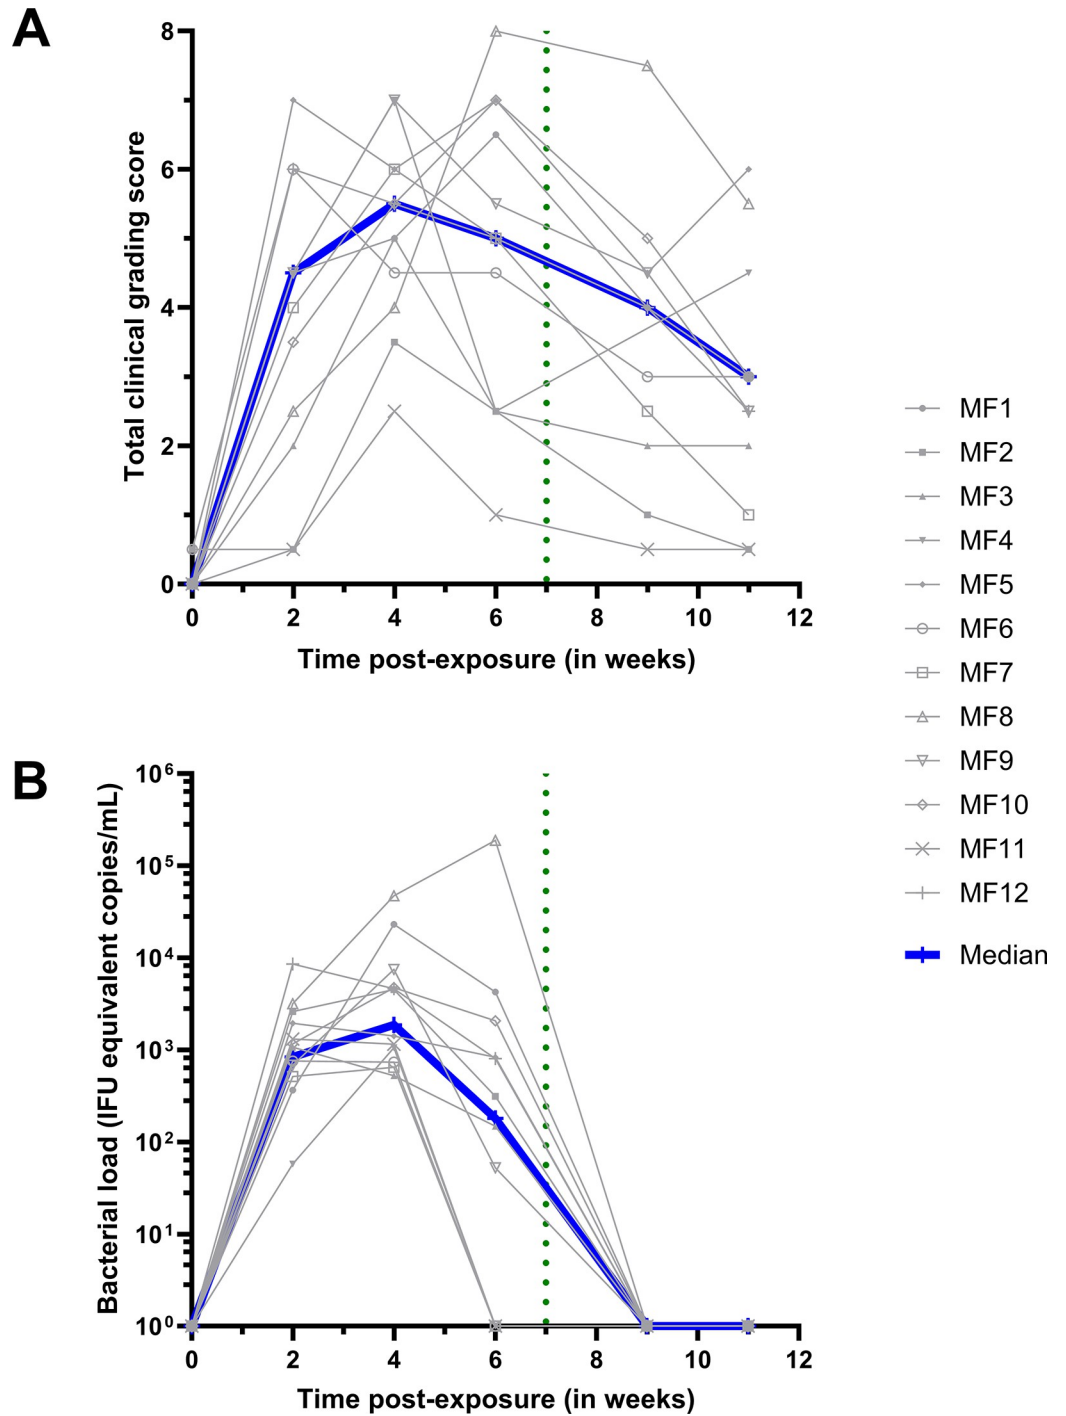 A
Total clinical grading score
8
6
4
2
0
0 2 4 6 8 10 12
Time post-exposure (in weeks)
MF1
MF2
MF3
MF4
MF5
MF6
MF7
MF8
MF9
MF10
MF11
MF12
Median
B
Bacterial load (IFU equivalent copies/mL)
10⁶
10⁵
10⁴
10³
10²
10¹
10⁰
0 2 4 6 8 10 12
Time post-exposure (in weeks)